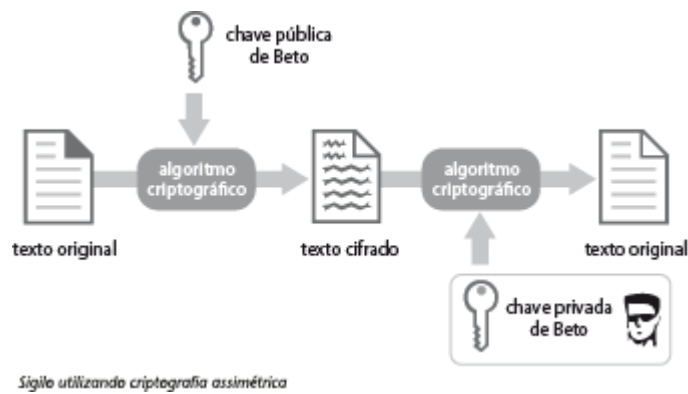 chave pública
de Beto
algoritmo
criptográfico
algoritmo
criptográfico
texto original
texto cifrado
texto original
chave privada
de Beto
Sigilo utilizando criptografia assimétrica